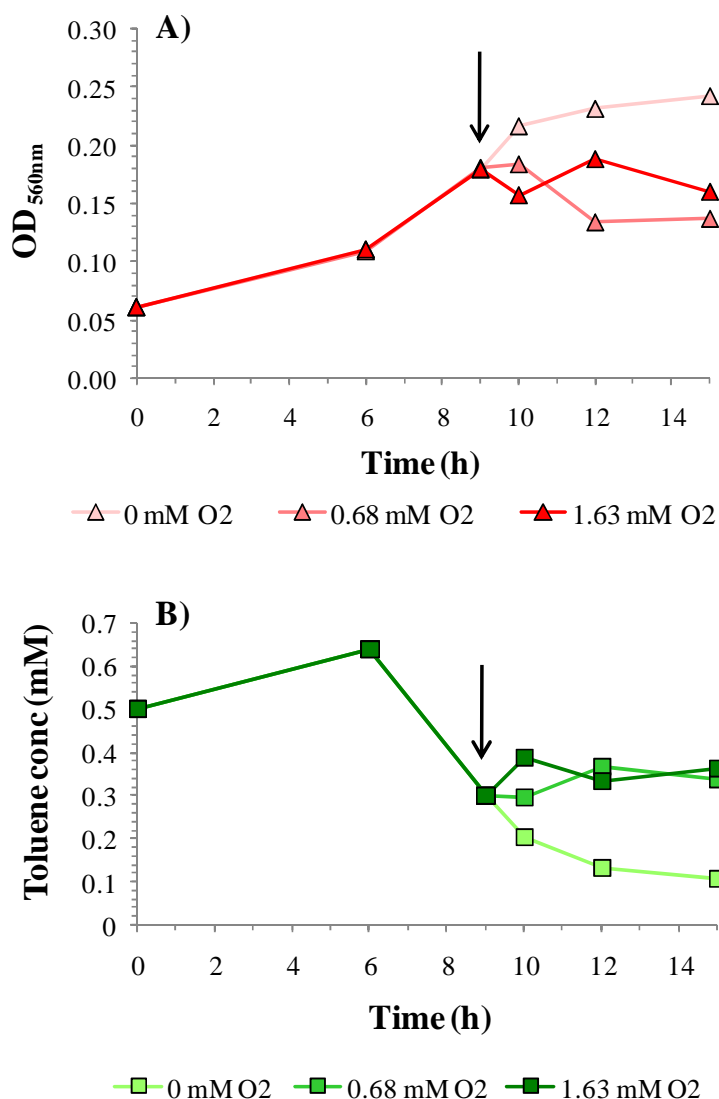 A)
0.30
0.25
0.20
0.15
0.10
0.05
0.00
OD560nm
0 2 4 6 8 10 12 14
Time (h)
0 mM O2 0.68 mM O2 1.63 mM O2
B)
0.7
0.6
0.5
0.4
0.3
0.2
0.1
0
Toluene conc (mM)
0 2 4 6 8 10 12 14
Time (h)
0 mM O2 0.68 mM O2 1.63 mM O2